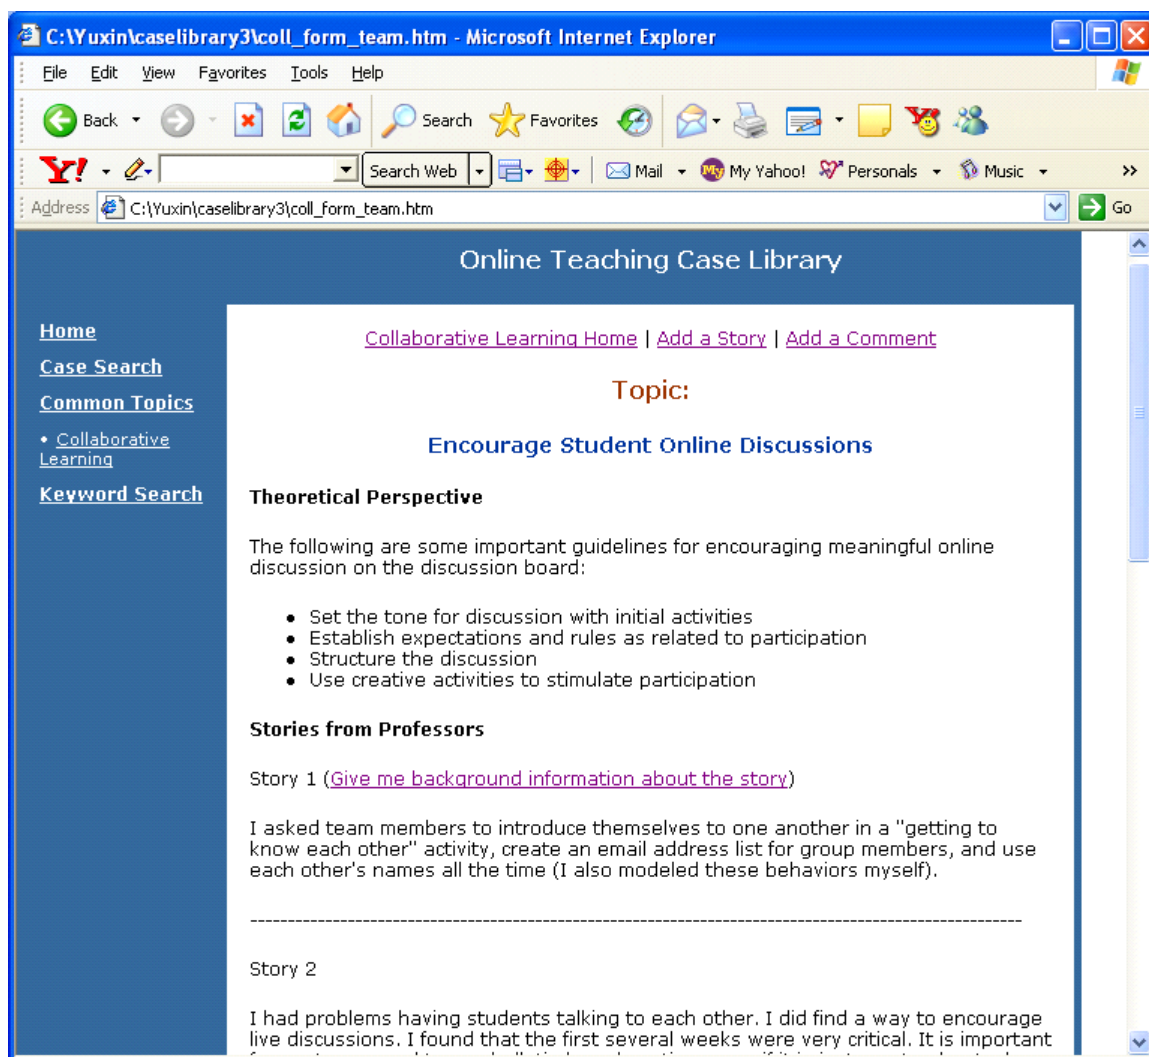 C:\Yuxin\caselibrary3\coll_form_team.htm - Microsoft Internet Explorer
File Edit View Favorites Tools Help
Back Search Favorites
Y! Search Web Mail My My Yahoo! Personals Music »
Address C:\Yuxin\caselibrary3\coll_form_team.htm Go
Online Teaching Case Library
Home
Case Search
Common Topics
• Collaborative
Learning
Keyword Search
Collaborative Learning Home | Add a Story | Add a Comment
Topic:
Encourage Student Online Discussions
Theoretical Perspective
The following are some important guidelines for encouraging meaningful online
discussion on the discussion board:
• Set the tone for discussion with initial activities
• Establish expectations and rules as related to participation
• Structure the discussion
• Use creative activities to stimulate participation
Stories from Professors
Story 1 (Give me background information about the story)
I asked team members to introduce themselves to one another in a "getting to
know each other" activity, create an email address list for group members, and use
each other's names all the time (I also modeled these behaviors myself).
Story 2
I had problems having students talking to each other. I did find a way to encourage
live discussions. I found that the first several weeks were very critical. It is important